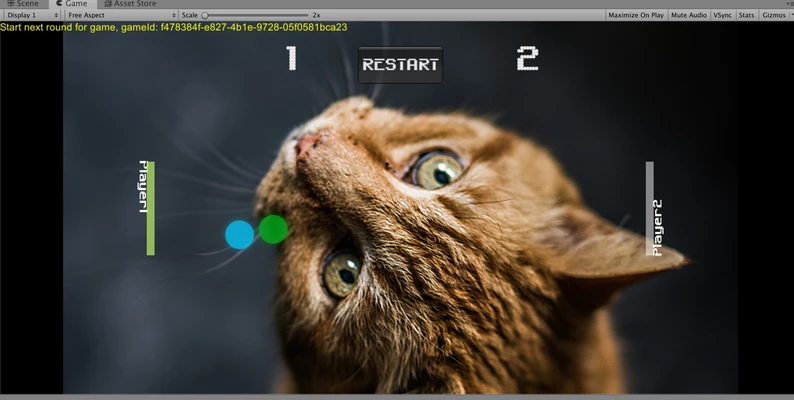 Scene Game Asset Store
Display 1 Free Aspect Scale 2x Maximize On Play Mute Audio VSync Stats Gizmos
Start next round for game, gameId: f478384f-e827-4b1e-9728-05f0581bca23
1 RESTART 2
Player1
Player2